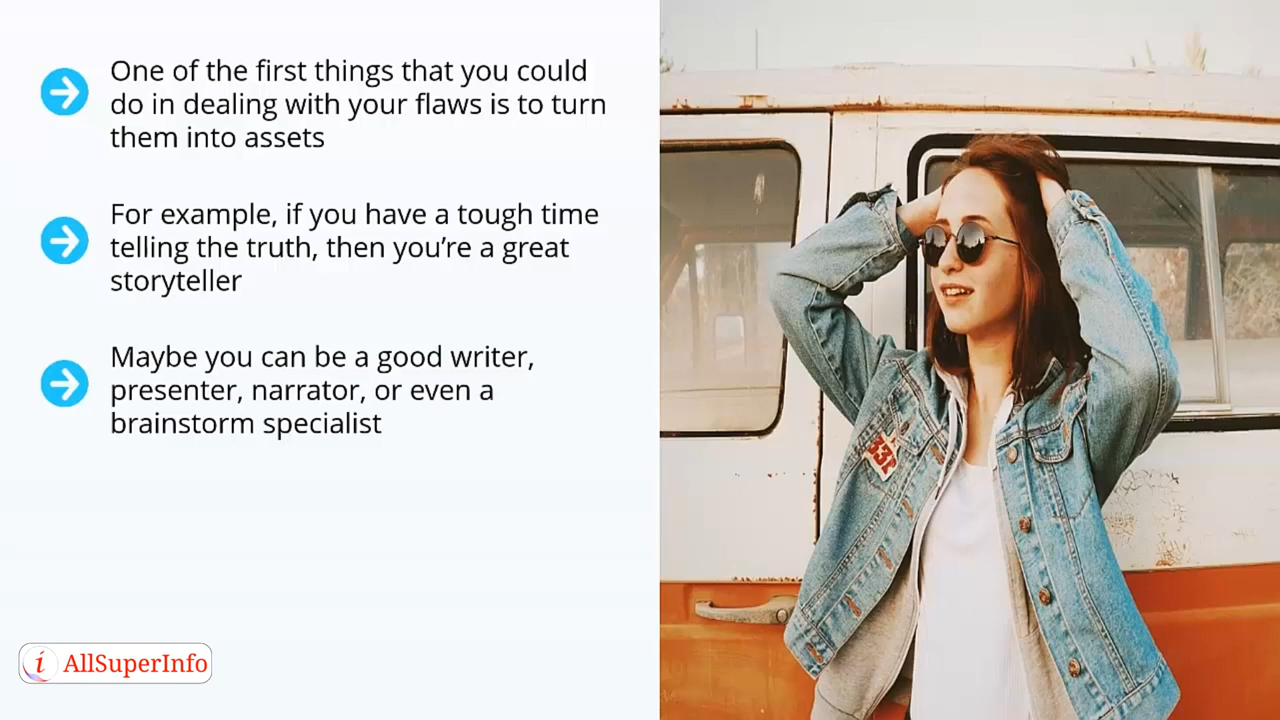 One of the first things that you could
do in dealing with your flaws is to turn
them into assets
For example, if you have a tough time
telling the truth, then you’re a great
storyteller
Maybe you can be a good writer,
presenter, narrator, or even a
brainstorm specialist
i AllSuperInfo